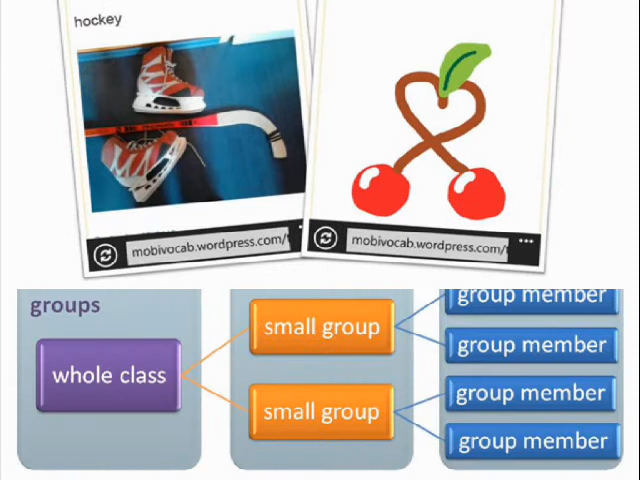 hockey
mobivocab.wordpress.com/
mobivocab.wordpress.com/
groups
whole class
small group
small group
group member
group member
group member
group member